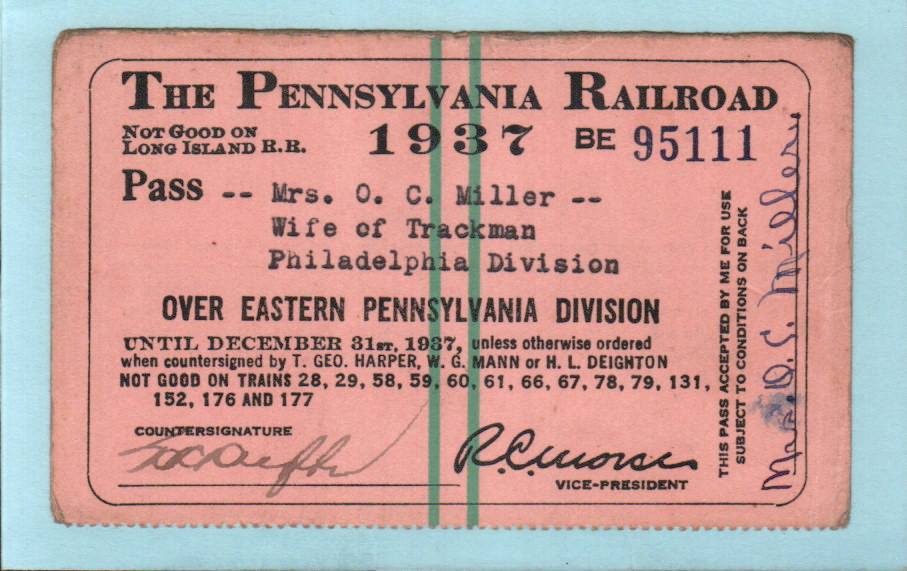 THE PENNSYLVANIA RAILROAD
NOT GOOD ON
LONG ISLAND R.R.
1937 BE 95111
Pass -- Mrs. O. C. Miller --
Wife of Trackman
Philadelphia Division
OVER EASTERN PENNSYLVANIA DIVISION
UNTIL DECEMBER 31ST, 1937, unless otherwise ordered
when countersigned by T. GEO. HARPER, W. G. MANN or H. L. DEIGHTON
NOT GOOD ON TRAINS 28, 29, 58, 59, 60, 61, 66, 67, 78, 79, 131,
152, 176 AND 177
COUNTERSIGNATURE
R. C. Morse
VICE-PRESIDENT
THIS PASS ACCEPTED BY ME FOR USE
SUBJECT TO CONDITIONS ON BACK
Mrs. O. C. Miller